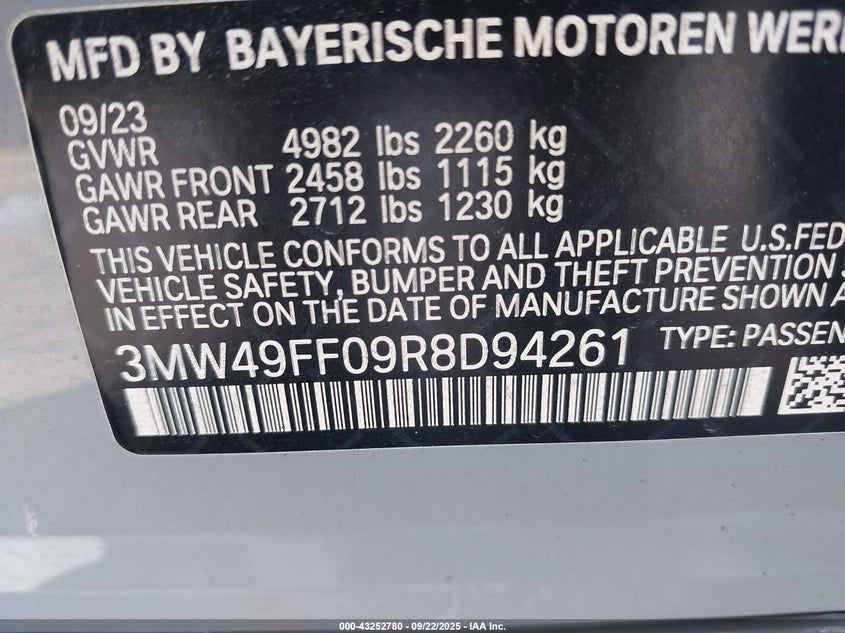 MFD BY BAYERISCHE MOTOREN
09/23
GVWR 4982 lbs 2260 kg
GAWR FRONT 2458 lbs 1115 kg
GAWR REAR 2712 lbs 1230 kg
THIS VEHICLE CONFORMS TO ALL APPLICABLE U.S.FED
VEHICLE SAFETY, BUMPER AND THEFT PREVENTION
IN EFFECT ON THE DATE OF MANUFACTURE SHOWN
3MW49FF09R8D94261 TYPE: PASSEN
000-43252780 - 09/22/2025 - IAA Inc.